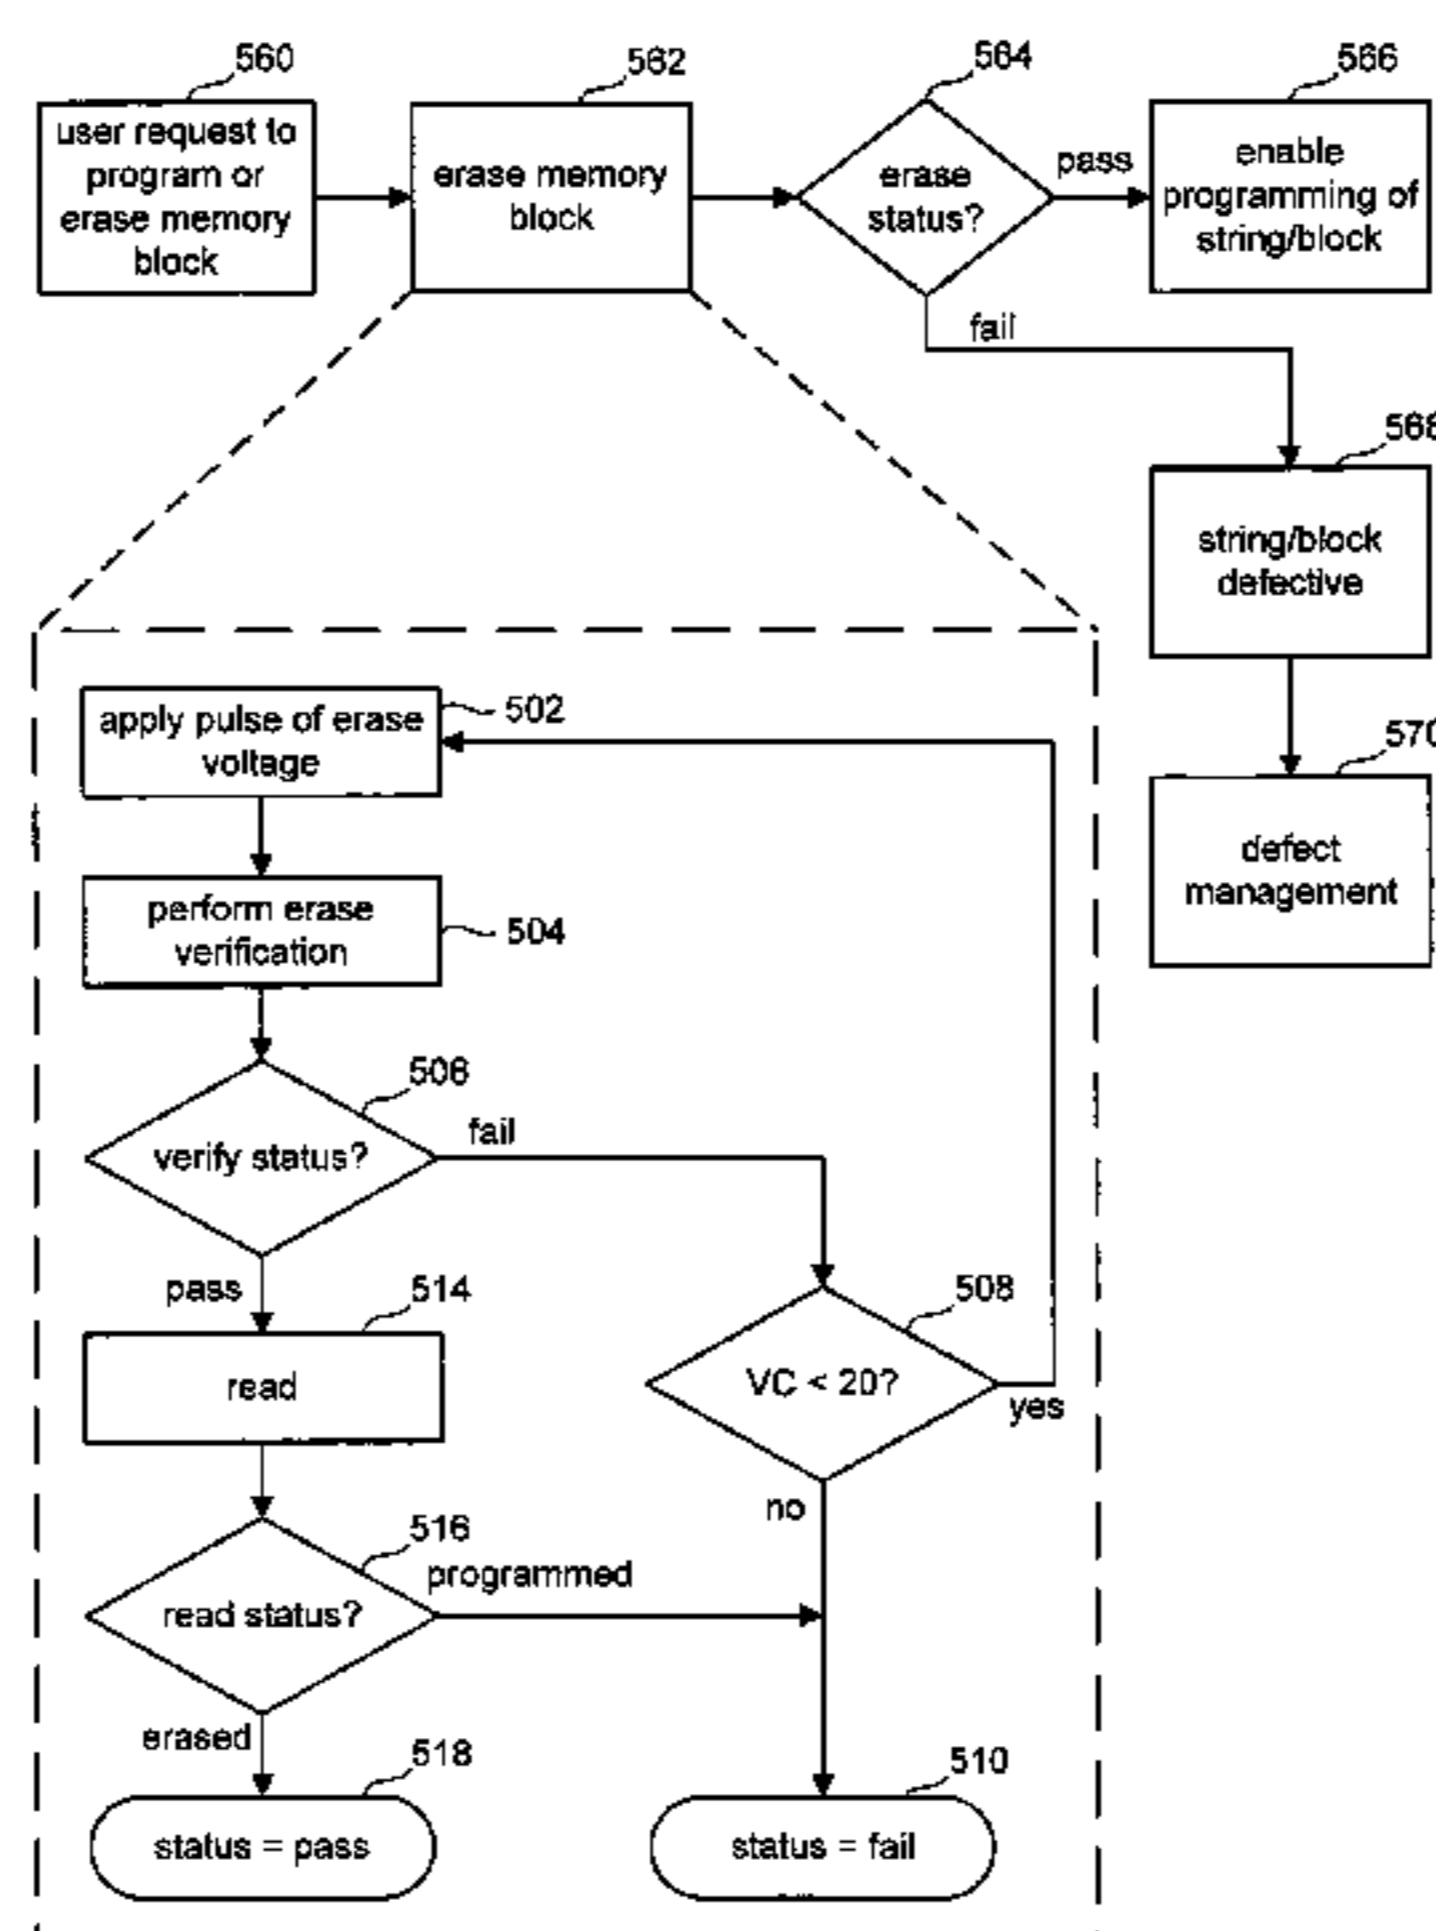 560
562
564
566
user request to
program or
erase memory
block
erase memory
block
erase
status?
pass
enable
programming of
string/block
fail
568
string/block
defective
570
defect
management
apply pulse of erase
voltage
502
perform erase
verification
504
506
verify status?
fail
pass
514
read
508
VC < 20?
yes
no
516
read status?
programmed
erased
518
status = pass
510
status = fail